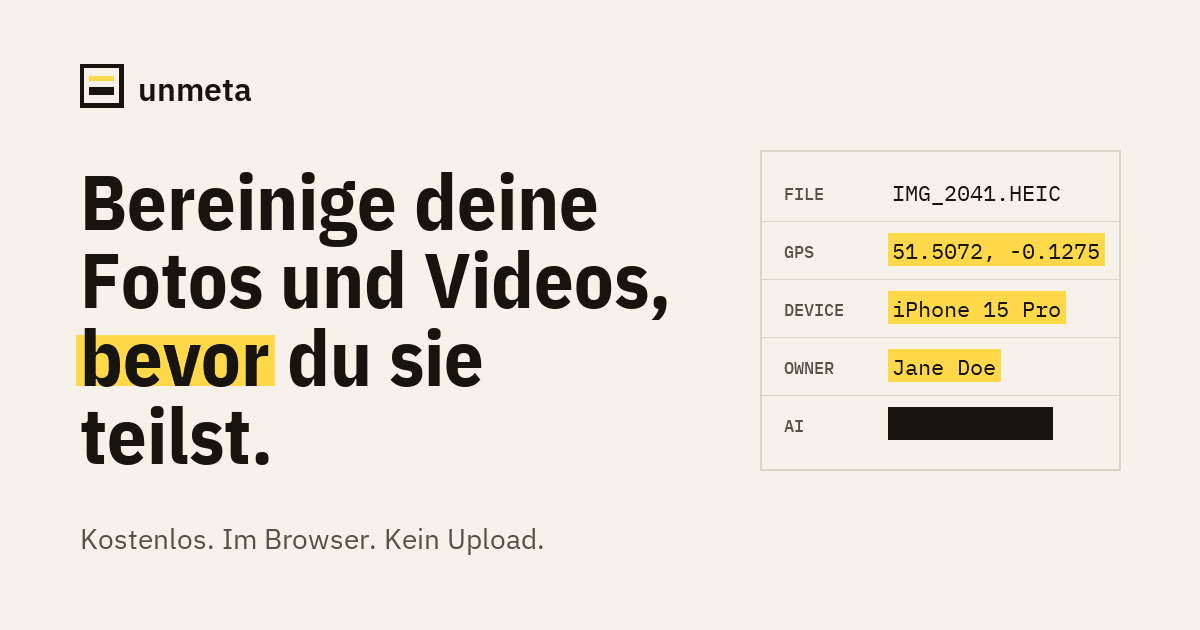 unmeta
Bereinige deine
Fotos und Videos,
bevor du sie
teilst.
Kostenlos. Im Browser. Kein Upload.
FILE IMG_2041.HEIC
GPS 51.5072, -0.1275
DEVICE iPhone 15 Pro
OWNER Jane Doe
AI